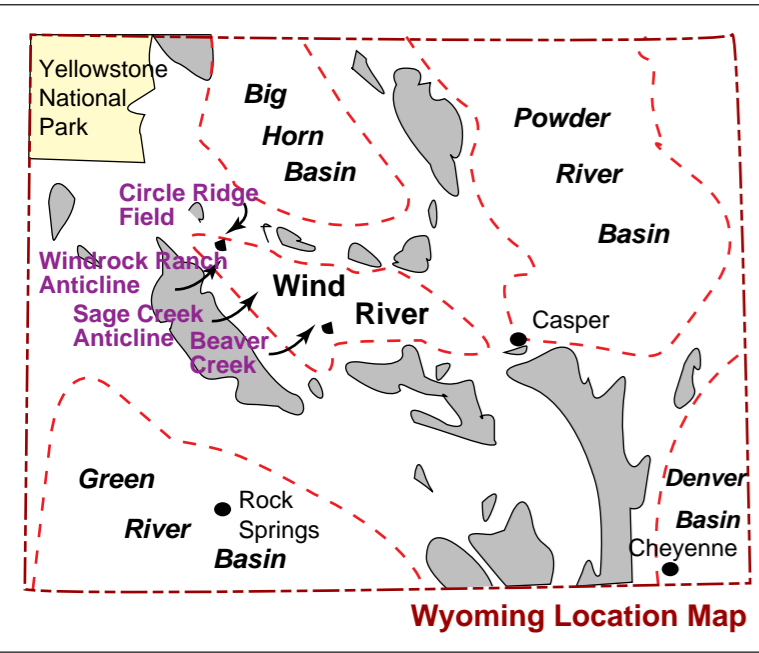 Yellowstone
National
Park
Big
Horn
Basin
Powder
River
Basin
Circle Ridge
Field
Windrock Ranch
Anticline
Sage Creek
Anticline
Beaver
Creek
Wind
River
Casper
Green
River
Basin
Rock
Springs
Denver
Basin
Cheyenne
Wyoming Location Map